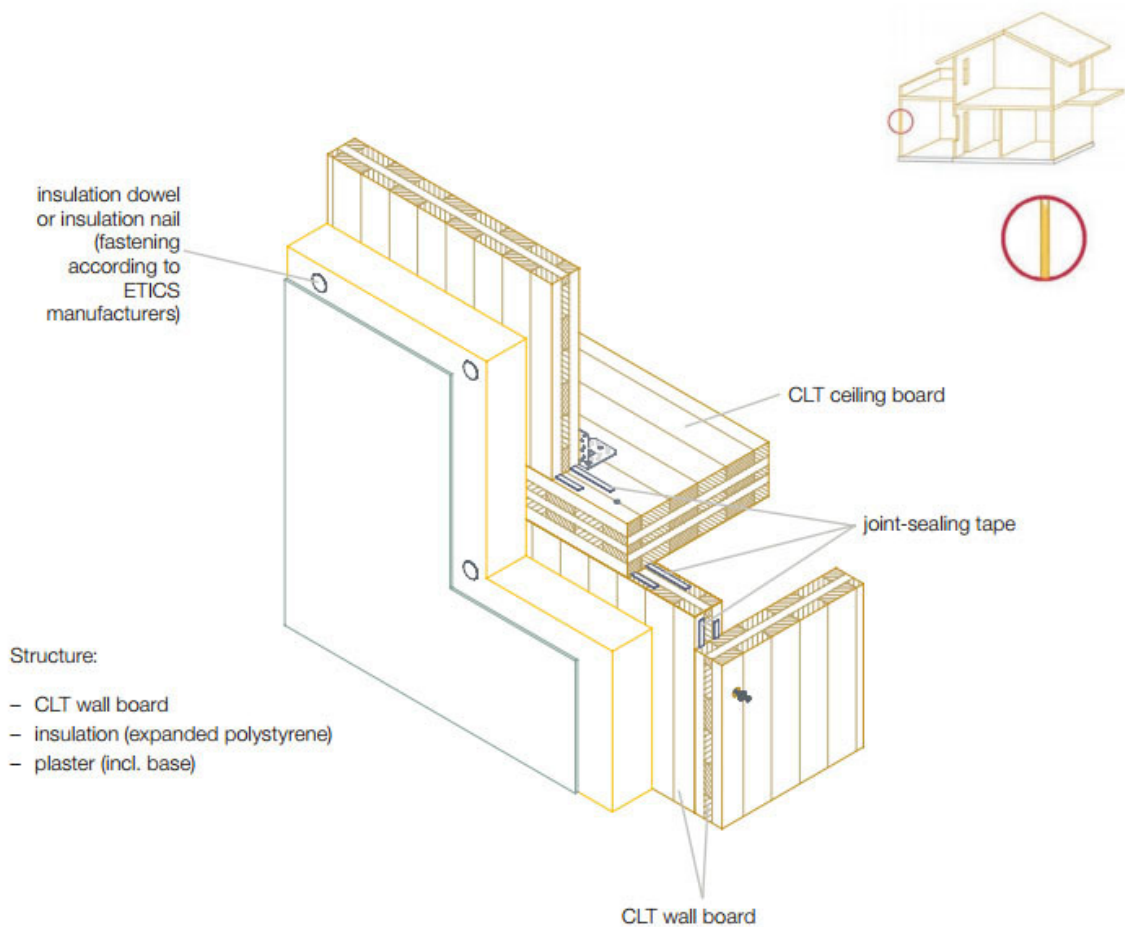 insulation dowel
or insulation nail
(fastening
according to
ETICS
manufacturers)
CLT ceiling board
joint-sealing tape
Structure:
– CLT wall board
– insulation (expanded polystyrene)
– plaster (incl. base)
CLT wall board